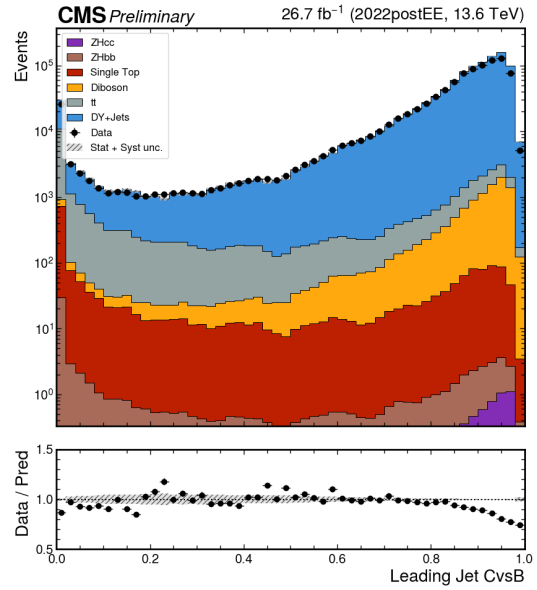 CMS Preliminary 26.7 fb⁻¹ (2022postEE, 13.6 TeV)
Events
10⁵
10⁴
10³
10²
10¹
10⁰
ZHcc
ZHbb
Single Top
Diboson
tt
DY+Jets
Data
Stat + Syst unc.
Data / Pred
1.5
1.0
0.5
0.0 0.2 0.4 0.6 0.8 1.0
Leading Jet CvsB